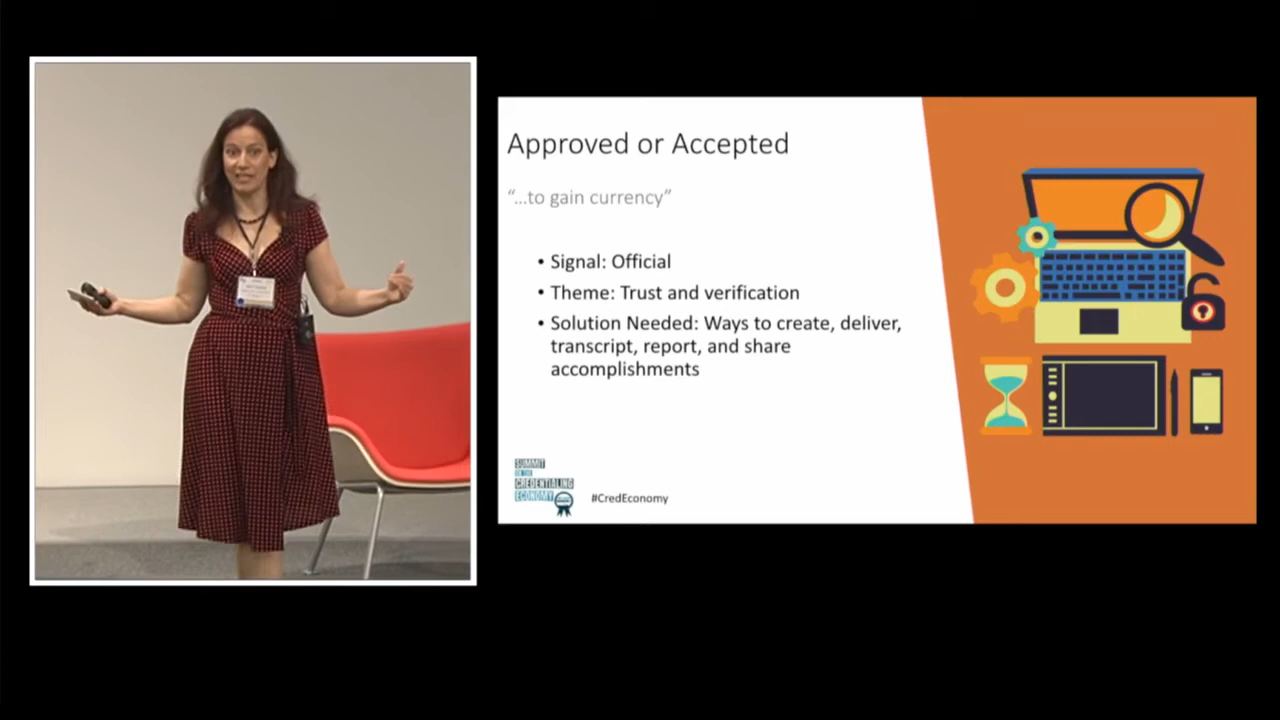 Approved or Accepted
“...to gain currency”
• Signal: Official
• Theme: Trust and verification
• Solution Needed: Ways to create, deliver,
transcript, report, and share
accomplishments
SUMMIT
ON THE
CREDENTIALING
ECONOMY
#CredEconomy